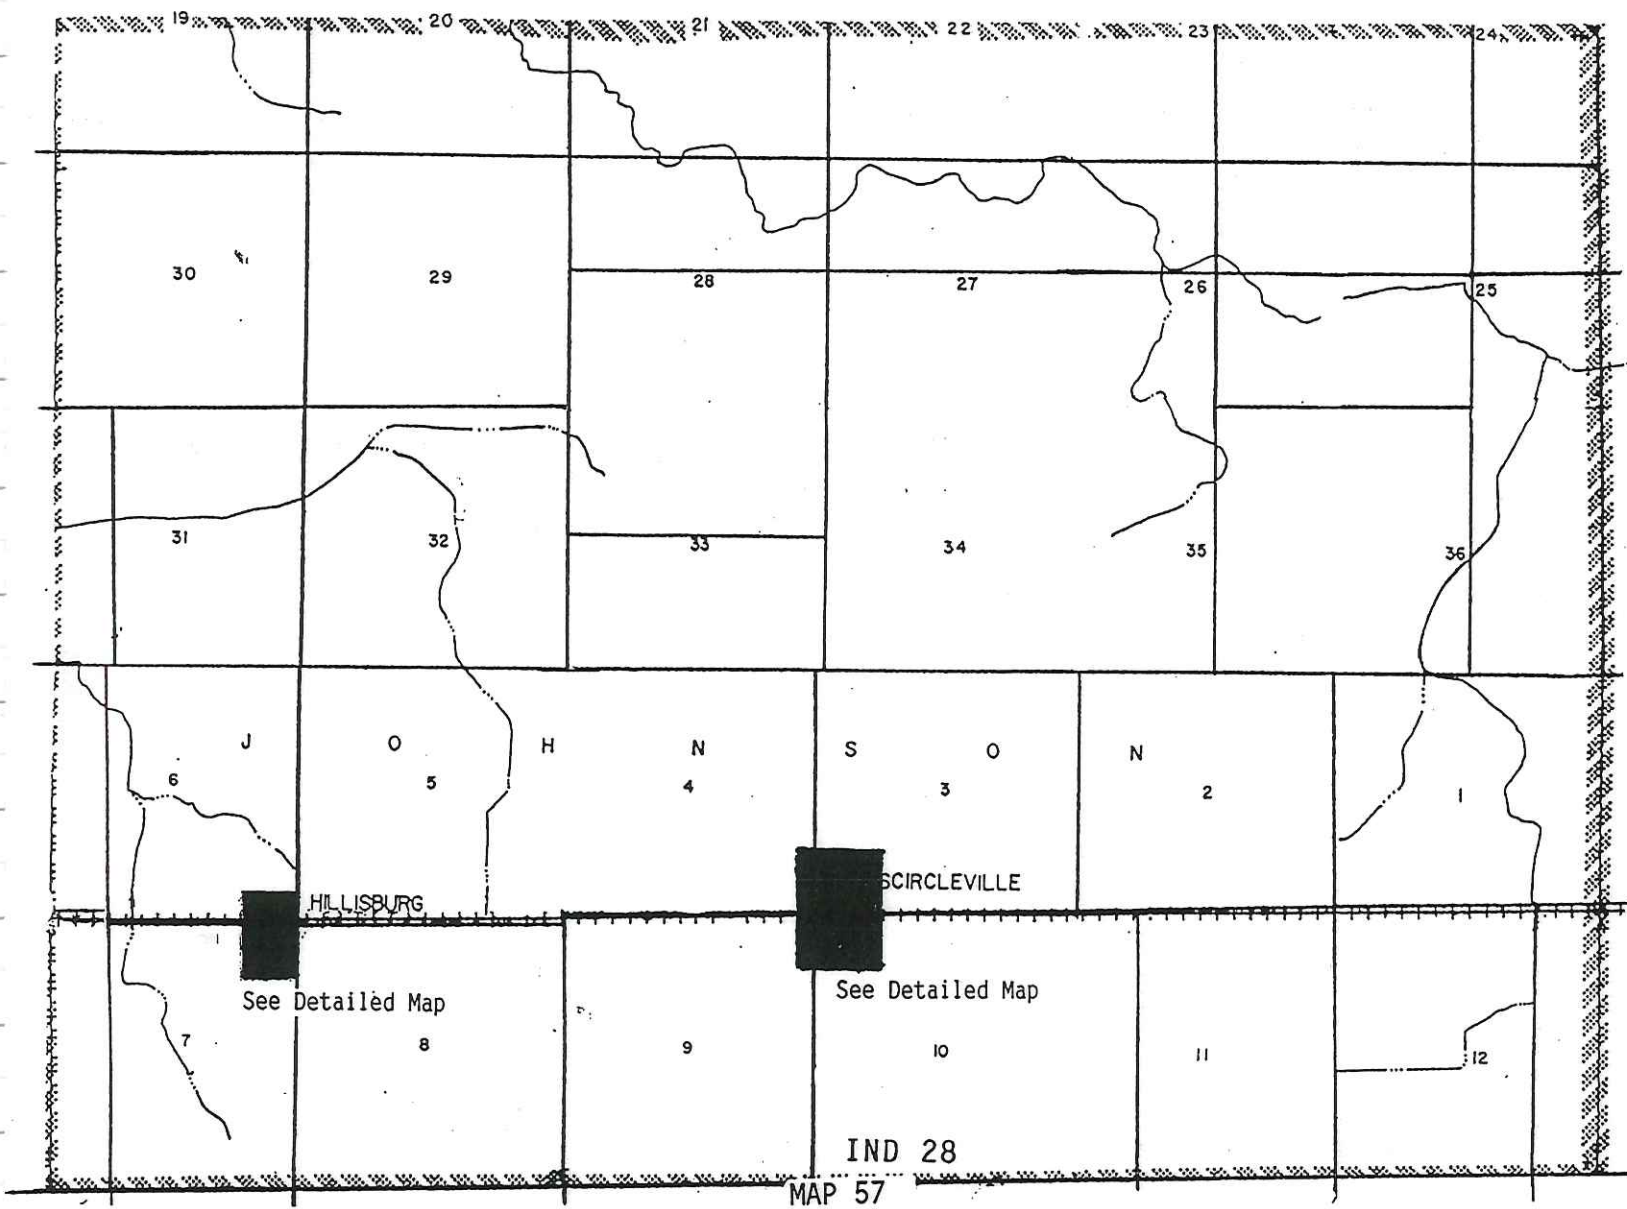 19 20 21 22 23 24
30 29 28 27 26 25
31 32 33 34 35 36
J O H N S O N
6 5 4 3 2 1
HILLISBURG
SCIRCLEVILLE
See Detailed Map
See Detailed Map
7 8 9 10 11 12
IND 28
MAP 57